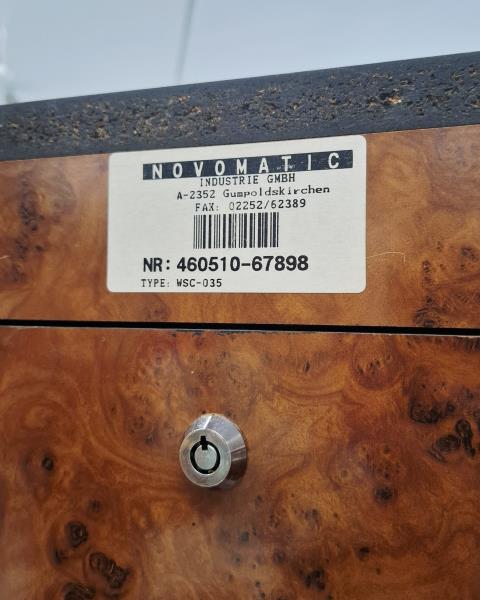 NOVOMATIC
INDUSTRIE GMBH
A-2352 Gumpoldskirchen
FAX: 02252/62389
NR: 460510-67898
TYPE: WSC-035